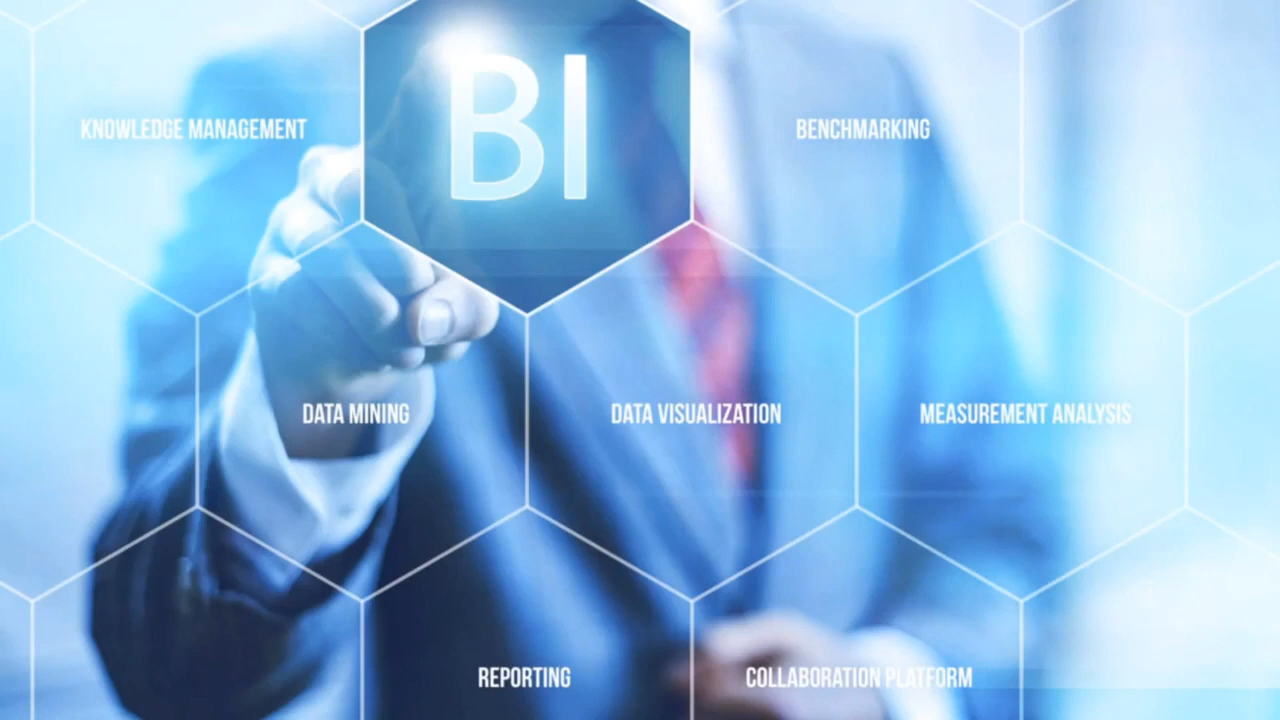 BI
KNOWLEDGE MANAGEMENT
BENCHMARKING
DATA MINING
DATA VISUALIZATION
MEASUREMENT ANALYSIS
REPORTING
COLLABORATION PLATFORM